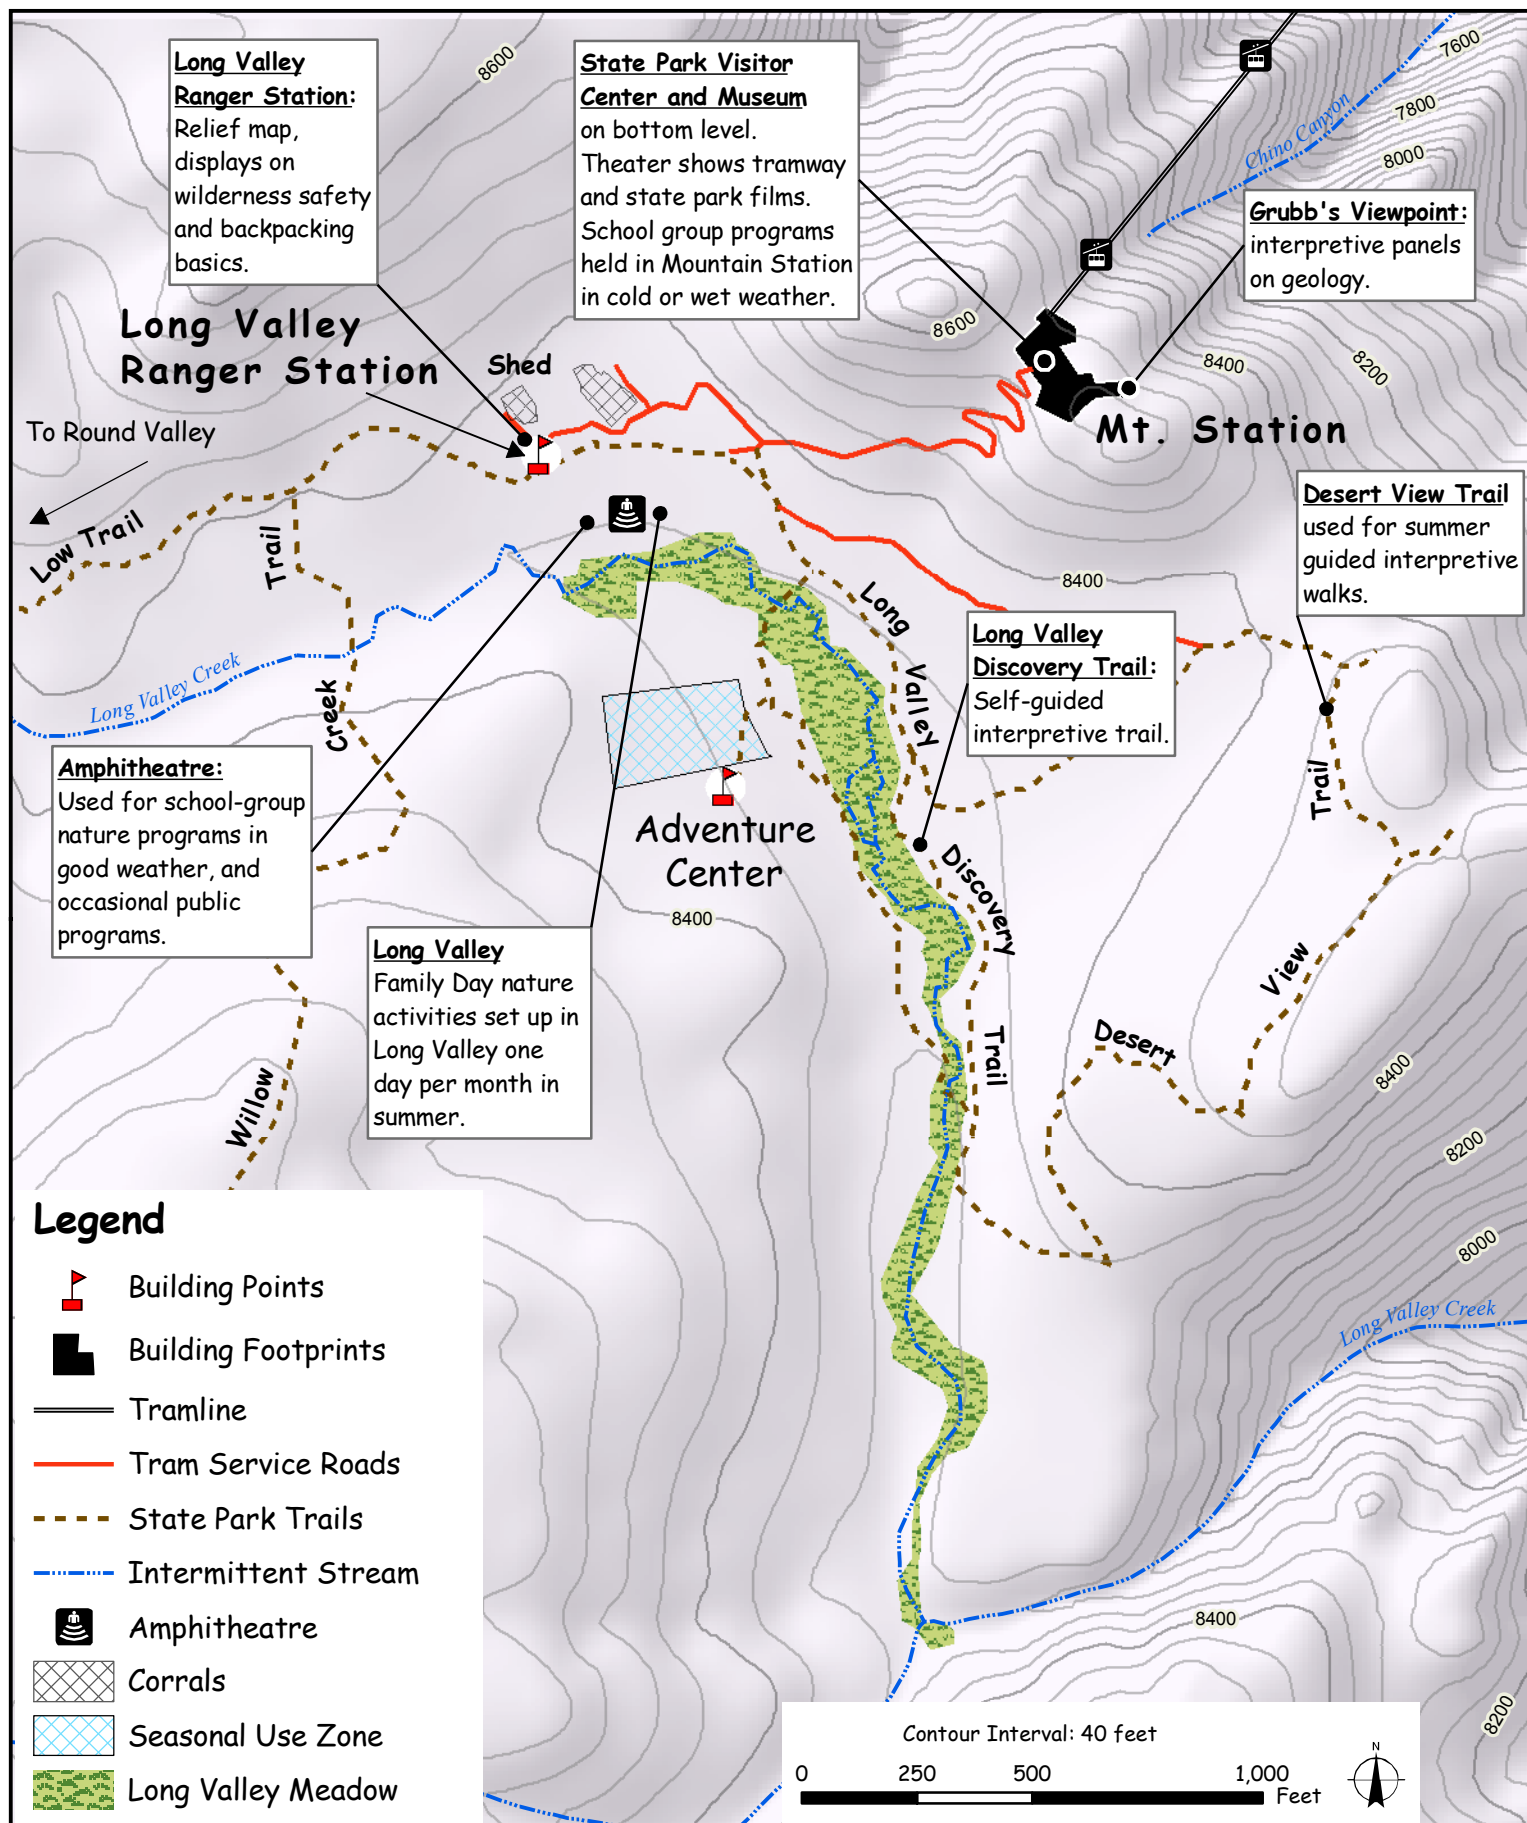 Long Valley
Ranger Station:
Relief map,
displays on
wilderness safety
and backpacking
basics.
8600
State Park Visitor
Center and Museum
on bottom level.
Theater shows tramway
and state park films.
School group programs
held in Mountain Station
in cold or wet weather.
7600
7800
8000
Chino Canyon
Grubb's Viewpoint:
interpretive panels
on geology.
8600
8400
8200
Long Valley
Ranger Station
Shed
To Round Valley
Mt. Station
Low Trail
Trail
Creek
Willow
Desert View Trail
used for summer
guided interpretive
walks.
8400
Long
Valley
Discovery
Trail
Long Valley
Discovery Trail:
Self-guided
interpretive trail.
Long Valley Creek
Amphitheatre:
Used for school-group
nature programs in
good weather, and
occasional public
programs.
Adventure
Center
8400
Trail
View
Desert
Long Valley
Family Day nature
activities set up in
Long Valley one
day per month in
summer.
8400
8200
8000
Long Valley Creek
8400
8200
Legend
Building Points
Building Footprints
Tramline
Tram Service Roads
State Park Trails
Intermittent Stream
Amphitheatre
Corrals
Seasonal Use Zone
Long Valley Meadow
Contour Interval: 40 feet
0 250 500 1,000
Feet
N